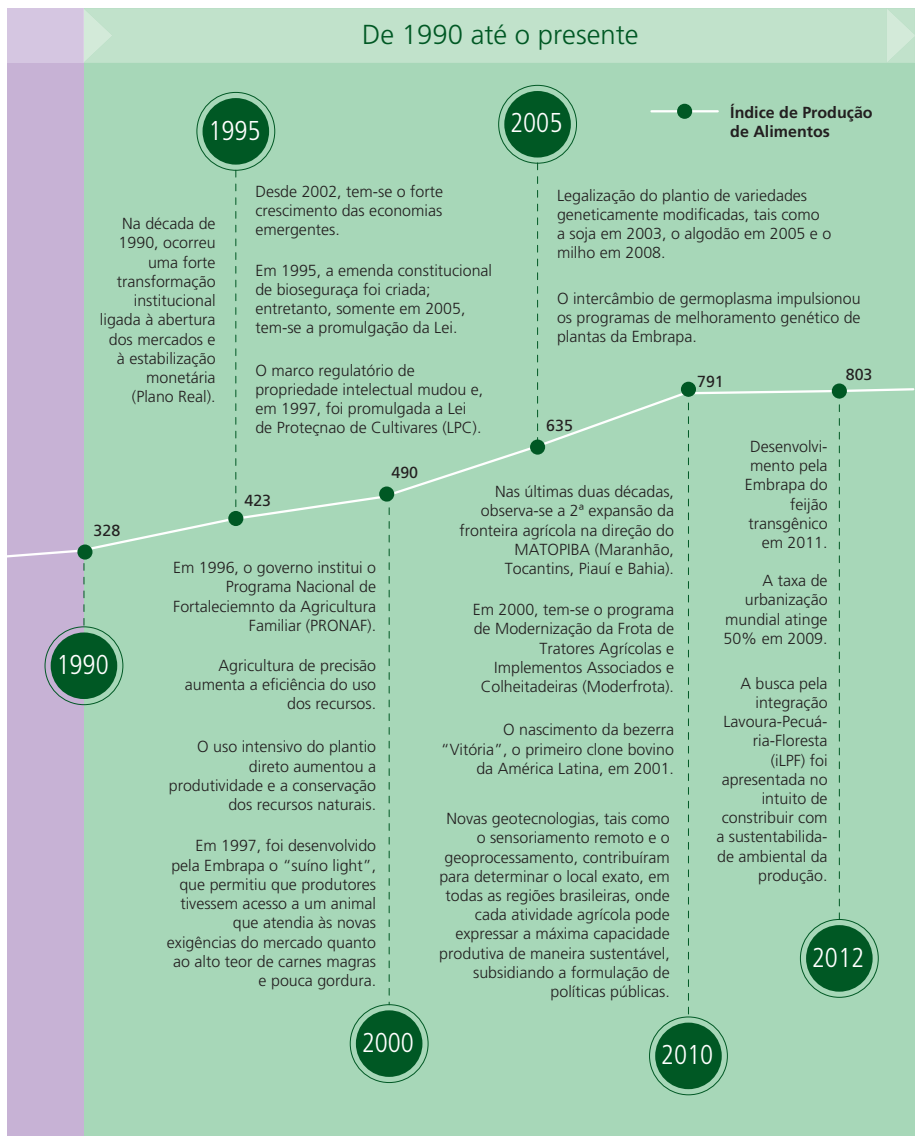 De 1990 até o presente
1995
2005
Índice de Produção
de Alimentos
Na década de
1990, ocorreu
uma forte
transformação
institucional
ligada à abertura
dos mercados e
à estabilização
monetária
(Plano Real).
Desde 2002, tem-se o forte
crescimento das economias
emergentes.
Em 1995, a emenda constitucional
de bioseguraça foi criada;
entretanto, somente em 2005,
tem-se a promulgação da Lei.
O marco regulatório de
propriedade intelectual mudou e,
em 1997, foi promulgada a Lei
de Proteçnao de Cultivares (LPC).
Legalização do plantio de variedades
geneticamente modificadas, tais como
a soja em 2003, o algodão em 2005 e o
milho em 2008.
O intercâmbio de germoplasma impulsionou
os programas de melhoramento genético de
plantas da Embrapa.
328
423
490
635
791
803
1990
Em 1996, o governo institui o
Programa Nacional de
Fortaleciemnto da Agricultura
Familiar (PRONAF).
Agricultura de precisão
aumenta a eficiência do uso
dos recursos.
O uso intensivo do plantio
direto aumentou a
produtividade e a conservação
dos recursos naturais.
Em 1997, foi desenvolvido
pela Embrapa o “suíno light”,
que permitiu que produtores
tivessem acesso a um animal
que atendia às novas
exigências do mercado quanto
ao alto teor de carnes magras
e pouca gordura.
2000
Nas últimas duas décadas,
observa-se a 2ª expansão da
fronteira agrícola na direção do
MATOPIBA (Maranhão,
Tocantins, Piauí e Bahia).
Em 2000, tem-se o programa
de Modernização da Frota de
Tratores Agrícolas e
Implementos Associados e
Colheitadeiras (Moderfrota).
O nascimento da bezerra
“Vitória”, o primeiro clone bovino
da América Latina, em 2001.
Novas geotecnologias, tais como
o sensoriamento remoto e o
geoprocessamento, contribuíram
para determinar o local exato, em
todas as regiões brasileiras, onde
cada atividade agrícola pode
expressar a máxima capacidade
produtiva de maneira sustentável,
subsidiando a formulação de
políticas públicas.
2010
Desenvolvi-
mento pela
Embrapa do
feijão
transgênico
em 2011.
A taxa de
urbanização
mundial atinge
50% em 2009.
A busca pela
integração
Lavoura-Pecuá-
ria-Floresta
(iLPF) foi
apresentada no
intuito de
constribuir com
a sustentabilida-
de ambiental da
produção.
2012